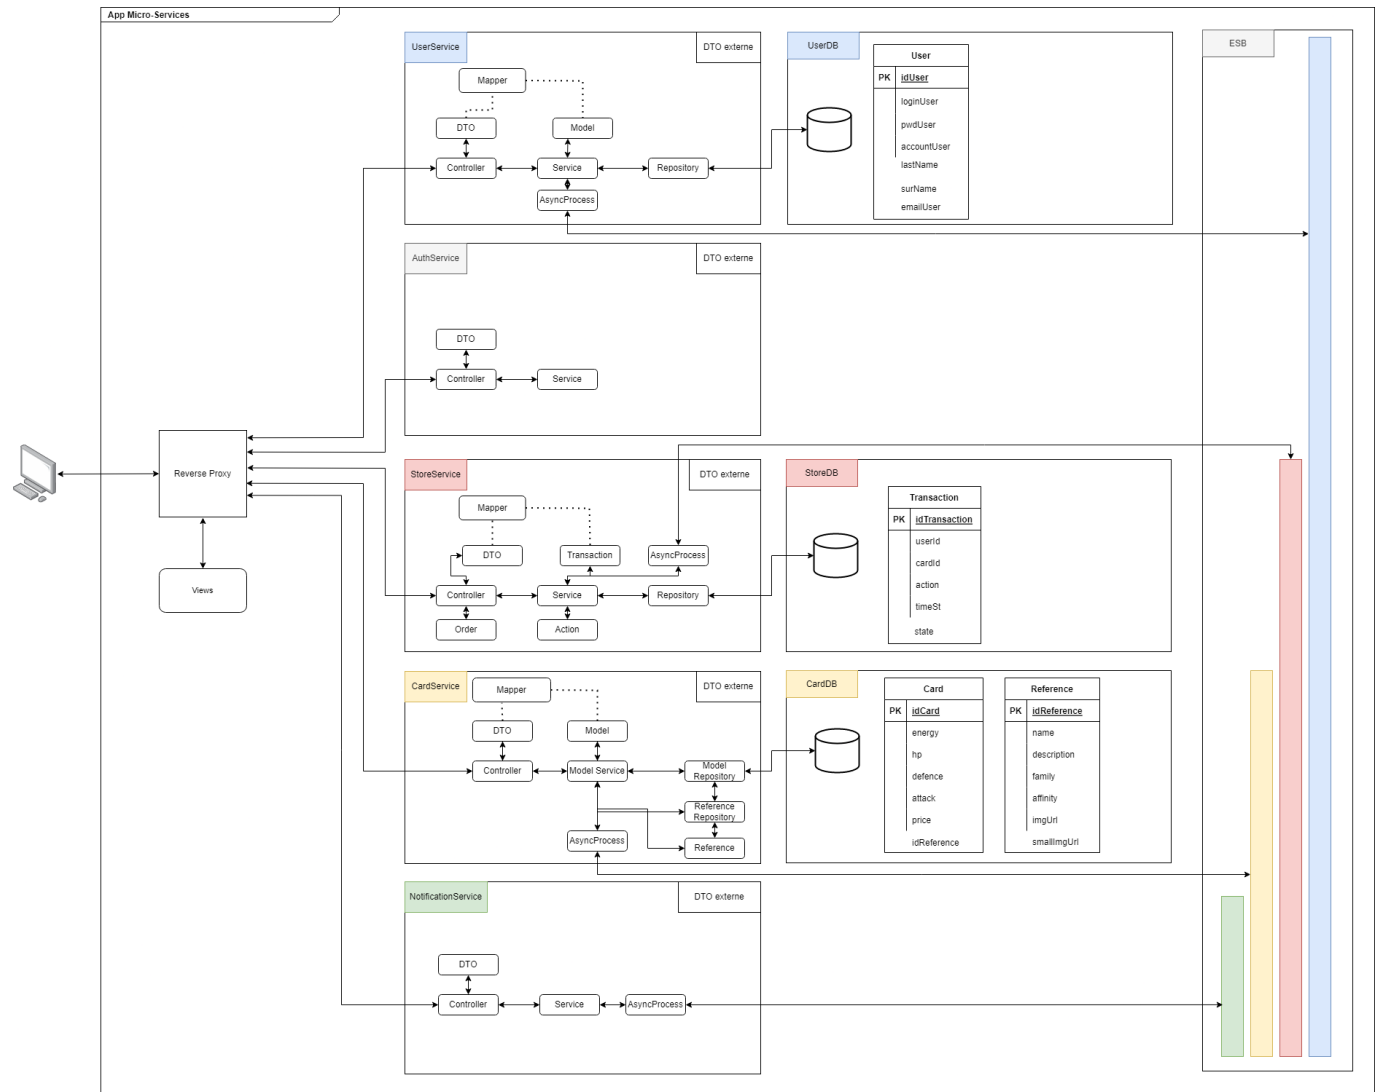 App Micro-Services
UserService
DTO externe
Mapper
DTO
Model
Controller
Service
Repository
AsyncProcess
UserDB
User
PK
idUser
loginUser
pwdUser
accountUser
lastName
surName
emailUser
ESB
AuthService
DTO externe
DTO
Controller
Service
Reverse Proxy
Views
StoreService
DTO externe
Mapper
DTO
Transaction
AsyncProcess
Controller
Service
Repository
Order
Action
StoreDB
Transaction
PK
idTransaction
userId
cardId
action
timeSt
state
CardService
DTO externe
Mapper
DTO
Model
Controller
Model Service
Model
Repository
Reference
Repository
AsyncProcess
Reference
CardDB
Card
PK
idCard
energy
hp
defence
attack
price
idReference
Reference
PK
idReference
name
description
family
affinity
imgUrl
smallImgUrl
NotificationService
DTO externe
DTO
Controller
Service
AsyncProcess